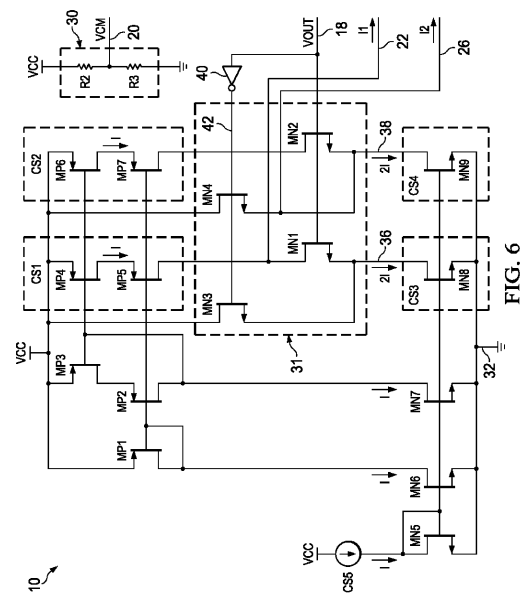 10
VCC
CS5
I
MN5
MN6
I
MN7
I
32
MP1
MP2
MP3
VCC
CS1
MP4
MP5
I
CS2
MP6
MP7
I
30
VCC
R2
R3
VCM
20
31
MN3
MN1
MN4
MN2
42
40
VOUT
18
I1
22
I2
26
36
2I
38
2I
CS3
MN8
CS4
MN9
FIG. 6